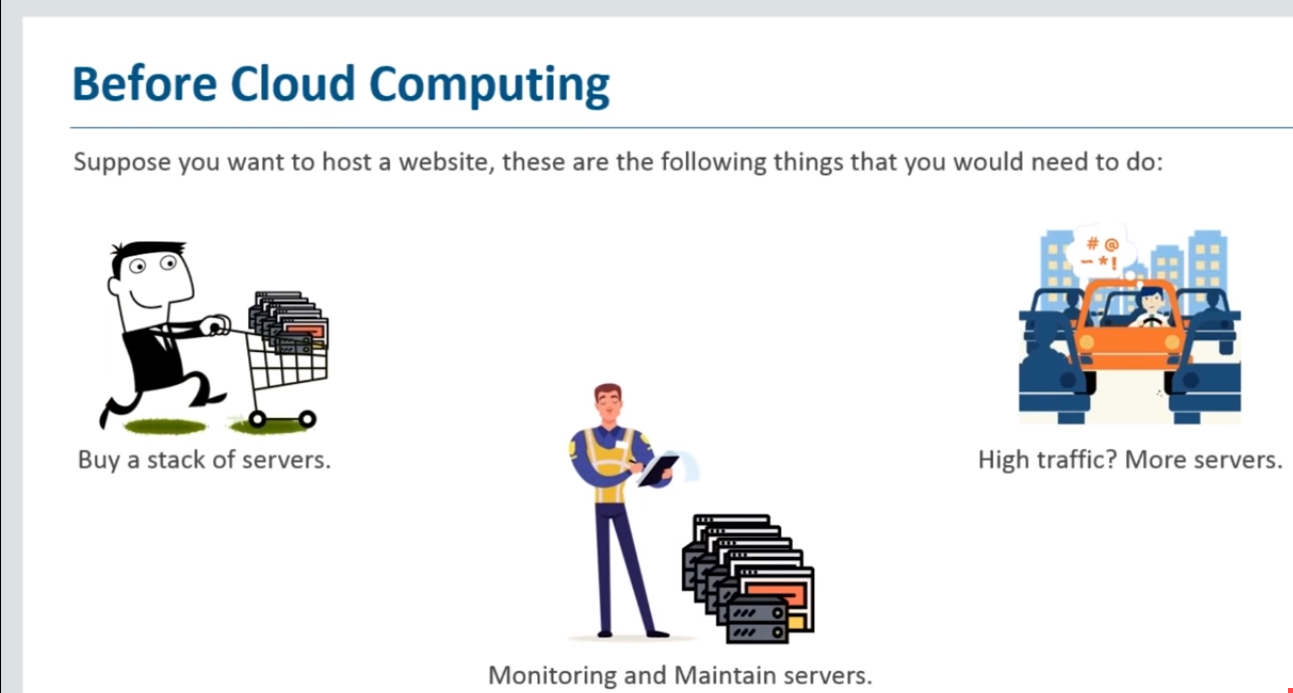 Before Cloud Computing
Suppose you want to host a website, these are the following things that you would need to do:
# @
– * !
Buy a stack of servers.
High traffic? More servers.
Monitoring and Maintain servers.